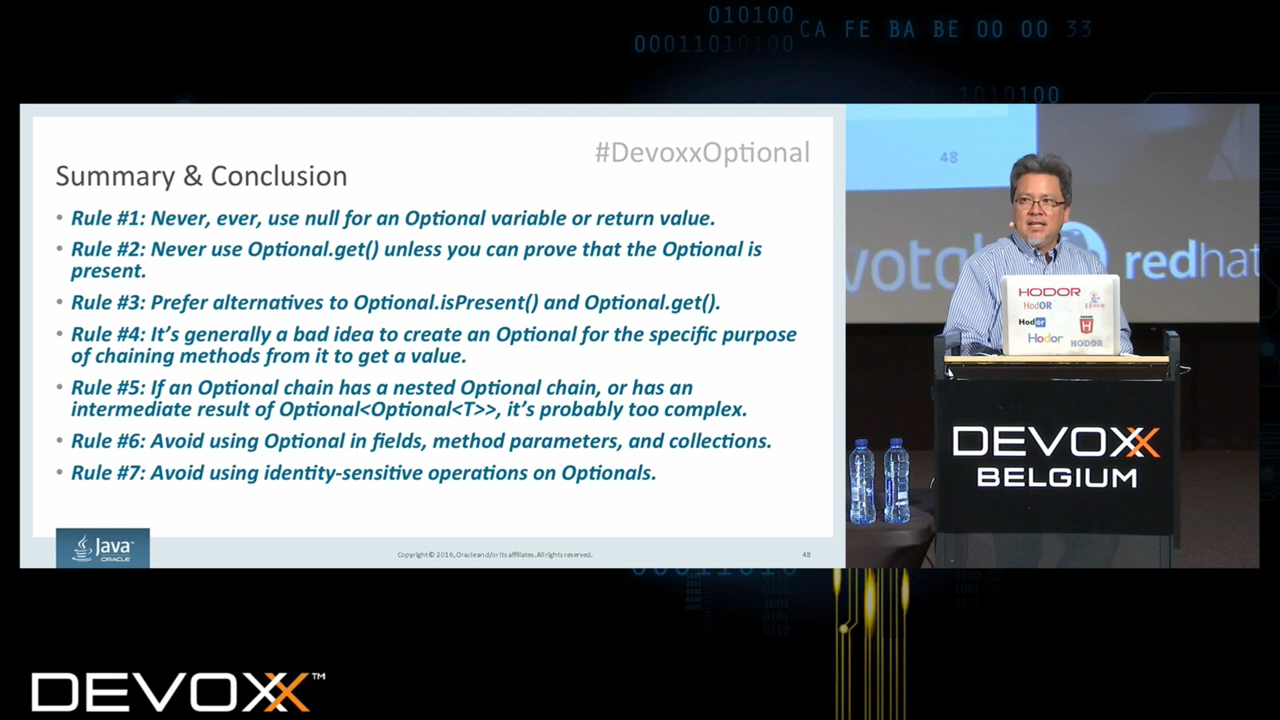 010100
00011010100
CA FE BA BE 00 00 33
1010100
#DevoxxOptional
Summary & Conclusion
• Rule #1: Never, ever, use null for an Optional variable or return value.
• Rule #2: Never use Optional.get() unless you can prove that the Optional is
present.
• Rule #3: Prefer alternatives to Optional.isPresent() and Optional.get().
• Rule #4: It’s generally a bad idea to create an Optional for the specific purpose
of chaining methods from it to get a value.
• Rule #5: If an Optional chain has a nested Optional chain, or has an
intermediate result of Optional<Optional<T>>, it’s probably too complex.
• Rule #6: Avoid using Optional in fields, method parameters, and collections.
• Rule #7: Avoid using identity-sensitive operations on Optionals.
Java™
ORACLE
Copyright © 2016, Oracle and/or its affiliates. All rights reserved.
48
48
redhat
HODOR
HodOR
Hodor
Hodor
HODOR
DEVOXX
BELGIUM
DEVOXX™